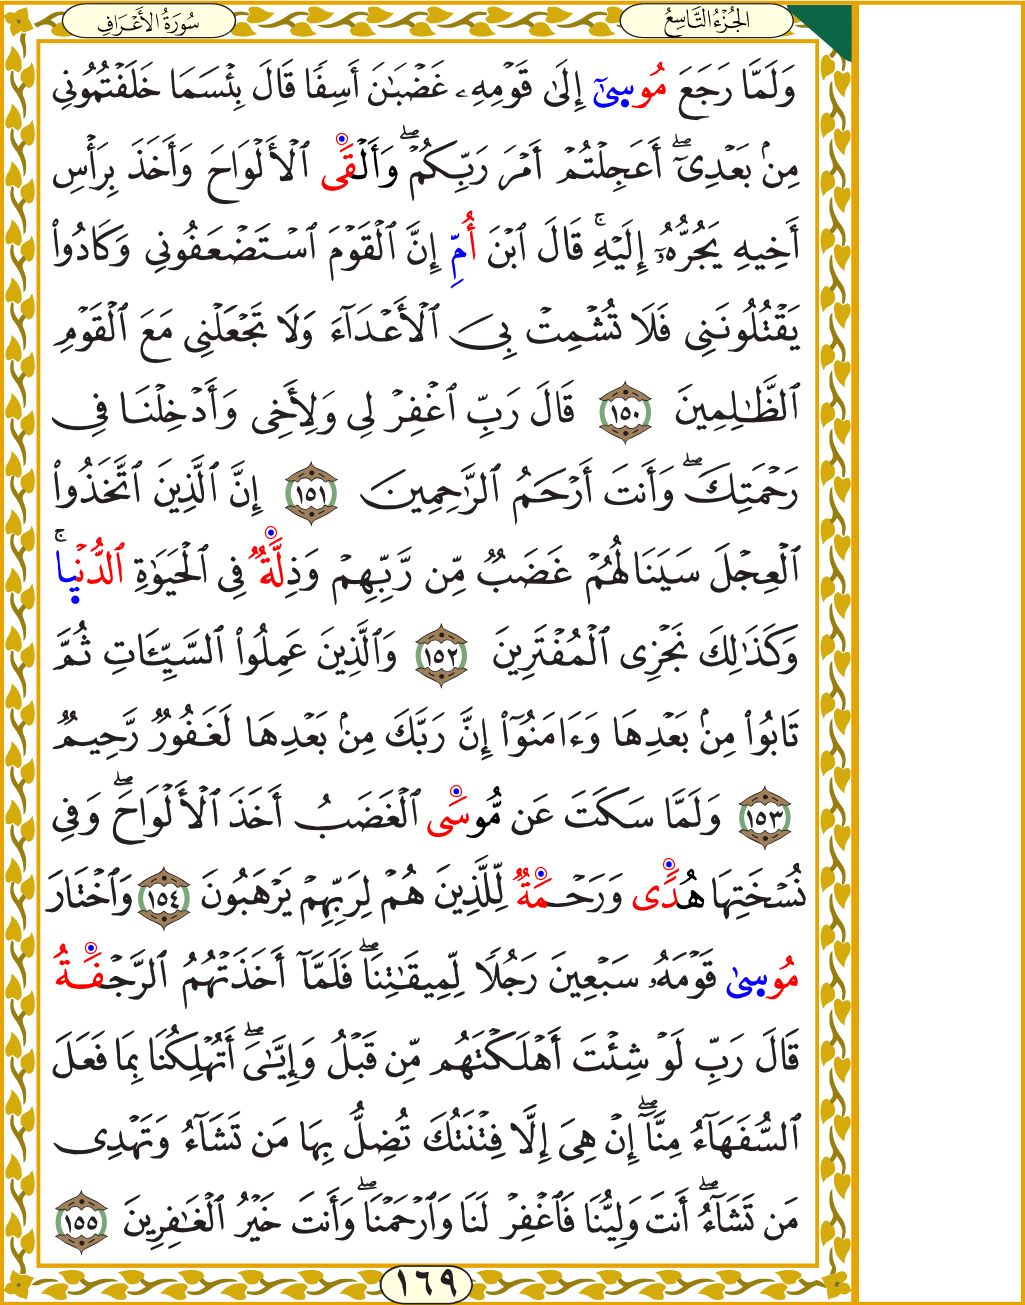 الجُزْءُ التَّاسِعُ
سُورَةُ الأَعْرَافِ
وَلَمَّا رَجَعَ مُوسِىٰٓ إِلَىٰ قَوْمِهِۦ غَضْبَٰنَ أَسِفًا قَالَ بِئْسَمَا خَلَفْتُمُونِى
مِنۢ بَعْدِىٓ ۖ أَعَجِلْتُمْ أَمْرَ رَبِّكُمْ ۖ وَأَلْقَى ٱلْأَلْوَاحَ وَأَخَذَ بِرَأْسِ
أَخِيهِ يَجُرُّهُۥٓ إِلَيْهِ ۚ قَالَ ٱبْنَ أُمِّ إِنَّ ٱلْقَوْمَ ٱسْتَضْعَفُونِى وَكَادُوا۟
يَقْتُلُونَنِى فَلَا تُشْمِتْ بِىَ ٱلْأَعْدَآءَ وَلَا تَجْعَلْنِى مَعَ ٱلْقَوْمِ
ٱلظَّٰلِمِينَ ١٥٠ قَالَ رَبِّ ٱغْفِرْ لِى وَلِأَخِى وَأَدْخِلْنَا فِى
رَحْمَتِكَ ۖ وَأَنتَ أَرْحَمُ ٱلرَّٰحِمِينَ ١٥١ إِنَّ ٱلَّذِينَ ٱتَّخَذُوا۟
ٱلْعِجْلَ سَيَنَالُهُمْ غَضَبٌ مِّن رَّبِّهِمْ وَذِلَّةٌ فِى ٱلْحَيَوٰةِ ٱلدُّنْيِا ۚ
وَكَذَٰلِكَ نَجْزِى ٱلْمُفْتَرِينَ ١٥٢ وَٱلَّذِينَ عَمِلُوا۟ ٱلسَّيِّـَٔاتِ ثُمَّ
تَابُوا۟ مِنۢ بَعْدِهَا وَءَامَنُوٓا۟ إِنَّ رَبَّكَ مِنۢ بَعْدِهَا لَغَفُورٌ رَّحِيمٌ
١٥٣ وَلَمَّا سَكَتَ عَن مُّوسَى ٱلْغَضَبُ أَخَذَ ٱلْأَلْوَاحَ ۖ وَفِى
نُسْخَتِهَا هُدًى وَرَحْمَةٌ لِّلَّذِينَ هُمْ لِرَبِّهِمْ يَرْهَبُونَ ١٥٤ وَٱخْتَارَ
مُوسِىٰ قَوْمَهُۥ سَبْعِينَ رَجُلًا لِّمِيقَٰتِنَا ۖ فَلَمَّآ أَخَذَتْهُمُ ٱلرَّجْفَةُ
قَالَ رَبِّ لَوْ شِئْتَ أَهْلَكْتَهُم مِّن قَبْلُ وَإِيَّٰىَ ۖ أَتُهْلِكُنَا بِمَا فَعَلَ
ٱلسُّفَهَآءُ مِنَّآ ۖ إِنْ هِىَ إِلَّا فِتْنَتُكَ تُضِلُّ بِهَا مَن تَشَآءُ وَتَهْدِى
مَن تَشَآءُ ۖ أَنتَ وَلِيُّنَا فَٱغْفِرْ لَنَا وَٱرْحَمْنَا ۖ وَأَنتَ خَيْرُ ٱلْغَٰفِرِينَ ١٥٥
١٦٩